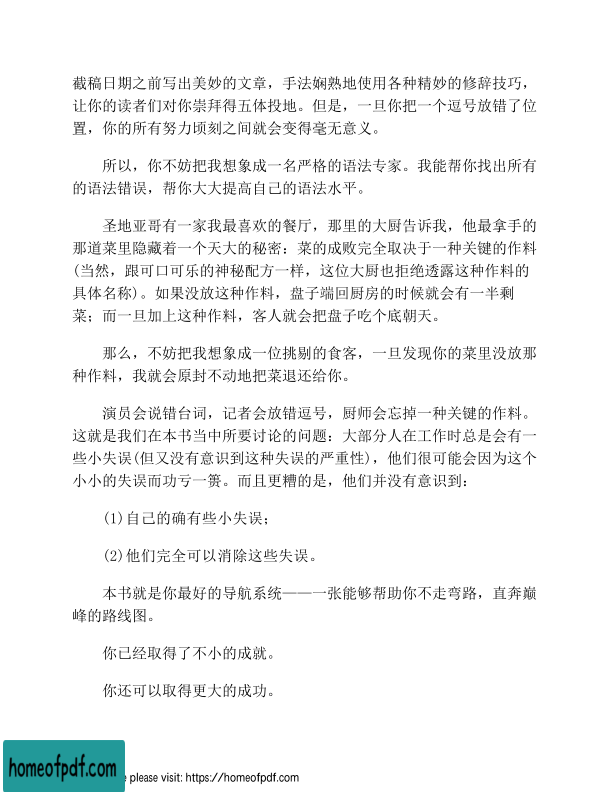 截稿日期之前写出美妙的文章，手法娴熟地使用各种精妙的修辞技巧，
让你的读者们对你崇拜得五体投地。但是，一旦你把一个逗号放错了位
置，你的所有努力顷刻之间就会变得毫无意义。
所以，你不妨把我想象成一名严格的语法专家。我能帮你找出所有
的语法错误，帮你大大提高自己的语法水平。
圣地亚哥有一家我最喜欢的餐厅，那里的大厨告诉我，他最拿手的
那道菜里隐藏着一个天大的秘密：菜的成败完全取决于一种关键的作料
(当然，跟可口可乐的神秘配方一样，这位大厨也拒绝透露这种作料的
具体名称)。如果没放这种作料，盘子端回厨房的时候就会有一半剩
菜；而一旦加上这种作料，客人就会把盘子吃个底朝天。
那么，不妨把我想象成一位挑剔的食客，一旦发现你的菜里没放那
种作料，我就会原封不动地把菜退还给你。
演员会说错台词，记者会放错逗号，厨师会忘掉一种关键的作料。
这就是我们在本书当中所要讨论的问题：大部分人在工作时总是会有一
些小失误(但又没有意识到这种失误的严重性)，他们很可能会因为这个
小小的失误而功亏一篑。而且更糟的是，他们并没有意识到：
(1)自己的确有些小失误；
(2)他们完全可以消除这些失误。
本书就是你最好的导航系统——一张能够帮助你不走弯路，直奔巅
峰的路线图。
你已经取得了不小的成就。
你还可以取得更大的成功。
homeofpdf.com
e please visit: https://homeofpdf.com